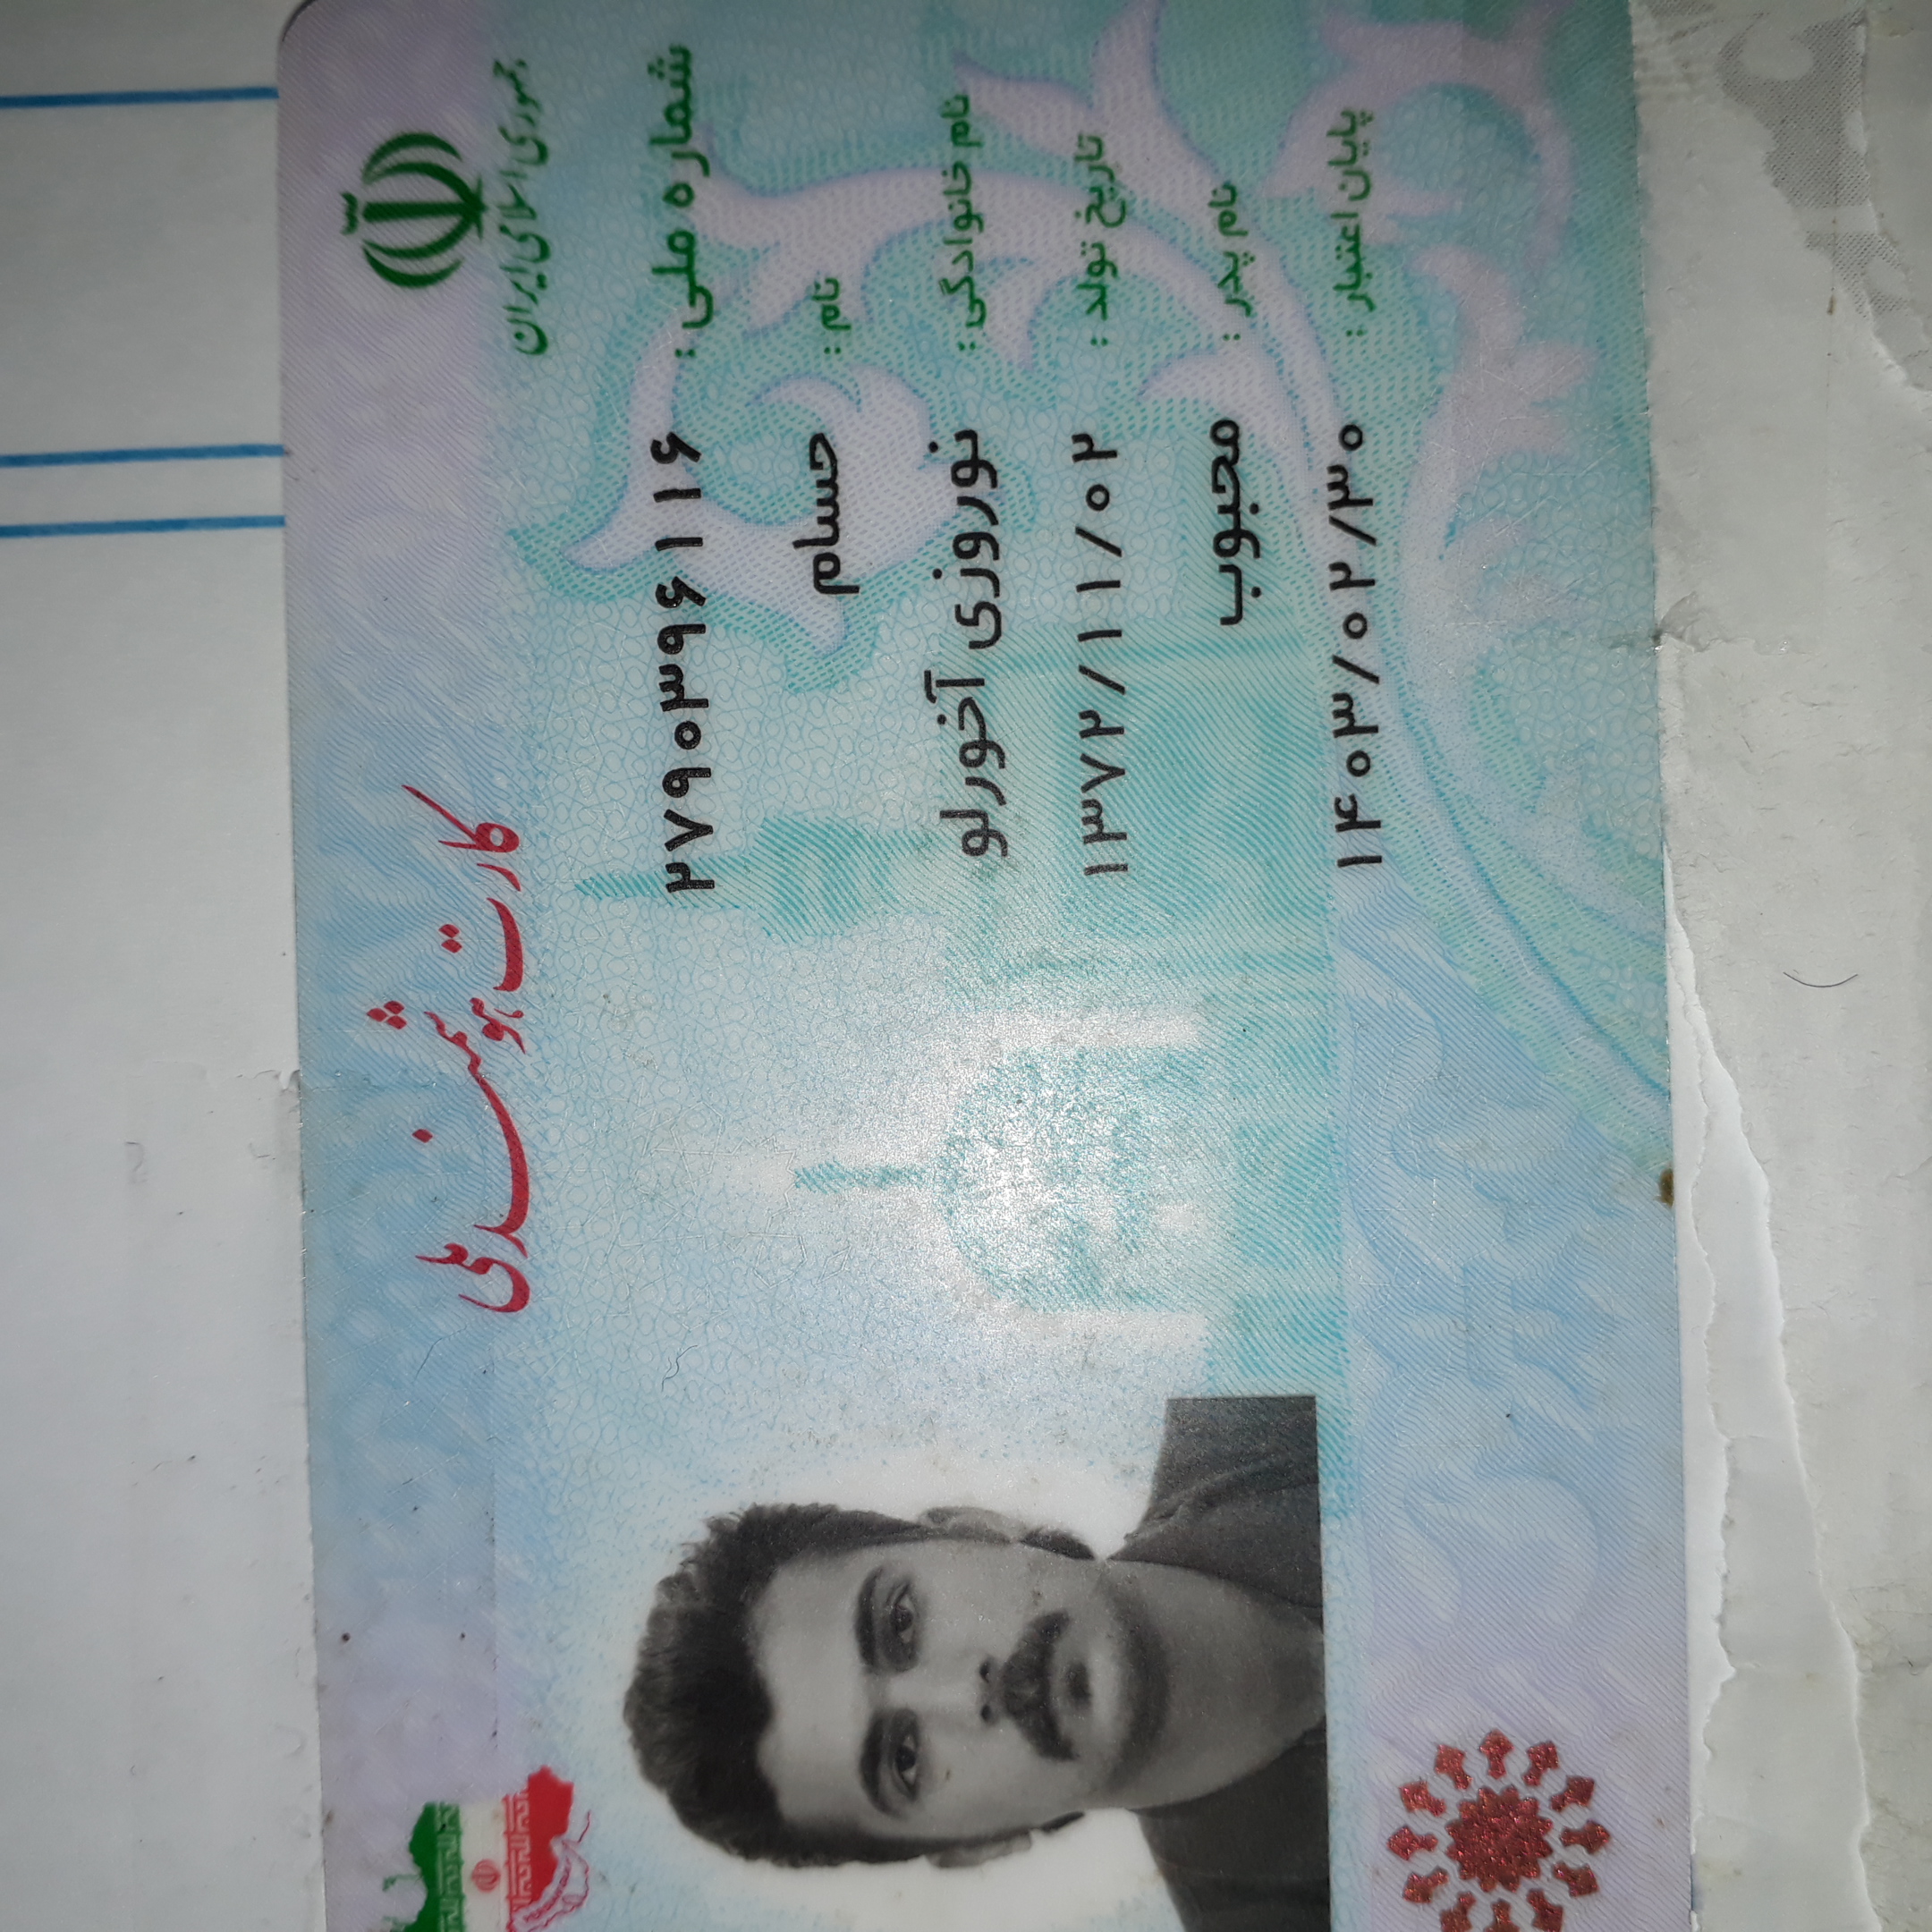 جمهوری اسلامی ایران
کارت هوشمند ملی
شماره ملی : ۲۷۹۰۳۹۶۱۱۶
نام : حسام
نام خانوادگی : نوروزی آخورلو
تاریخ تولد : ۱۳۷۲/۱۱/۰۲
نام پدر : محبوب
پایان اعتبار : ۱۴۰۳/۰۲/۳۰